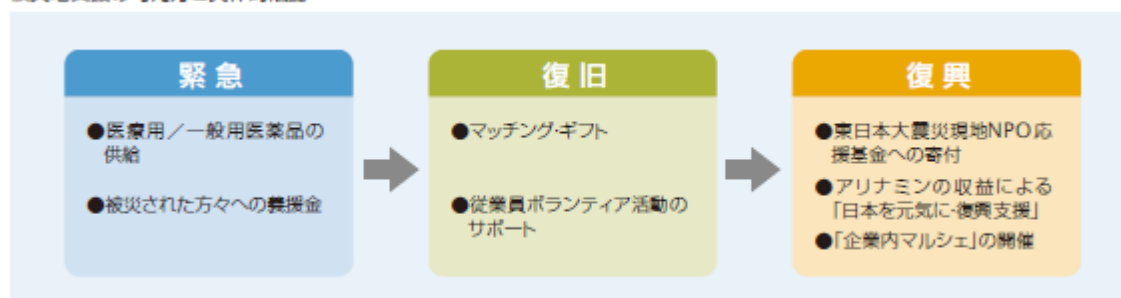 緊急
●医療用／一般用医薬品の
供給
●被災された方々への義援金
復旧
●マッチング・ギフト
●従業員ボランティア活動の
サポート
復興
●東日本大震災現地NPO応
援基金への寄付
●アリナミンの収益による
「日本を元気に・復興支援」
●「企業内マルシェ」の開催